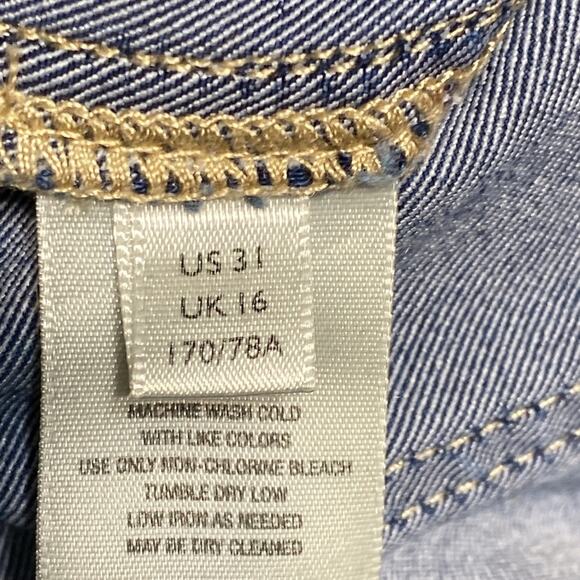 US 31
UK 16
170/78A
MACHINE WASH COLD
WITH LIKE COLORS
USE ONLY NON-CHLORINE BLEACH
TUMBLE DRY LOW
LOW IRON AS NEEDED
MAY BE DRY CLEANED